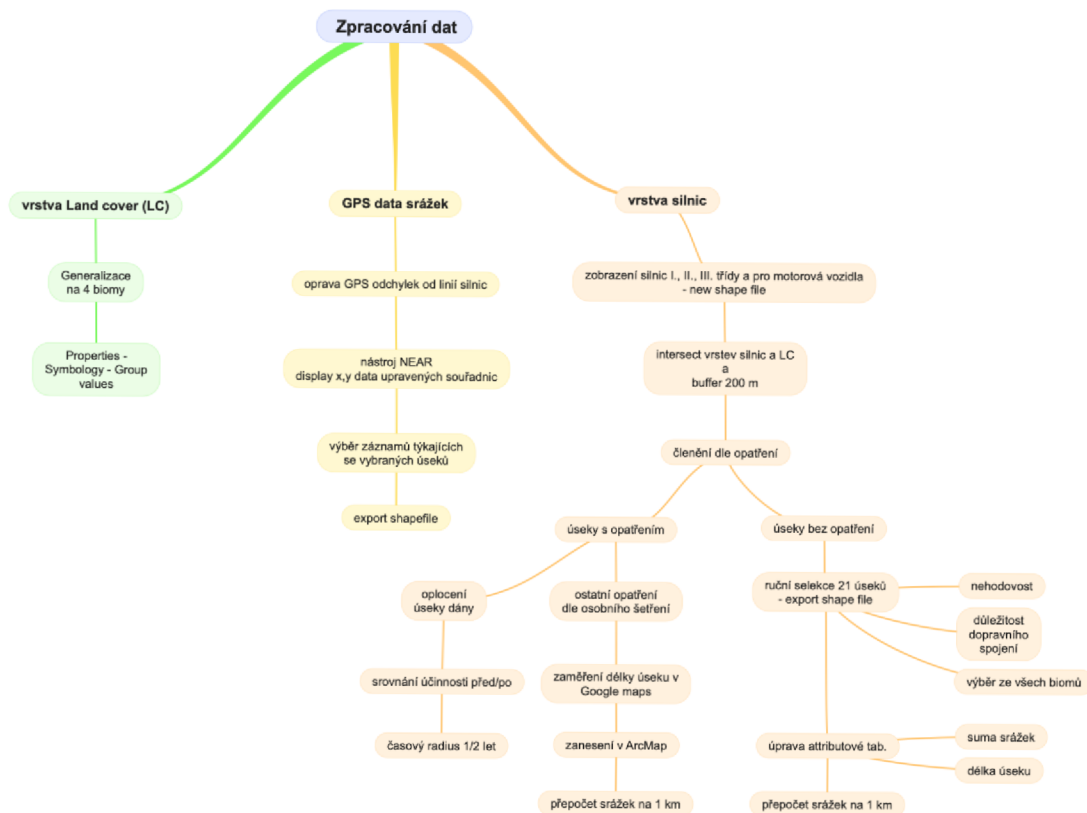 Zpracování dat
vrstva Land cover (LC)
Generalizace
na 4 biomy
Properties -
Symbology - Group
values
GPS data srážek
oprava GPS odchylek od linií silnic
nástroj NEAR
display x,y data upravených souřadnic
výběr záznamů týkajících
se vybraných úseků
export shapefile
vrstva silnic
zobrazení silnic I., II., III. třídy a pro motorová vozidla
- new shape file
intersect vrstev silnic a LC
a
buffer 200 m
členění dle opatření
úseky s opatřením
oplocení
úseky dány
srovnání účinnosti před/po
časový radius 1/2 let
ostatní opatření
dle osobního šetření
zaměření délky úseku v
Google maps
zanesení v ArcMap
přepočet srážek na 1 km
úseky bez opatření
ruční selekce 21 úseků
- export shape file
nehodovost
důležitost
dopravního
spojení
výběr ze všech biomů
úprava attributové tab.
suma srážek
délka úseku
přepočet srážek na 1 km